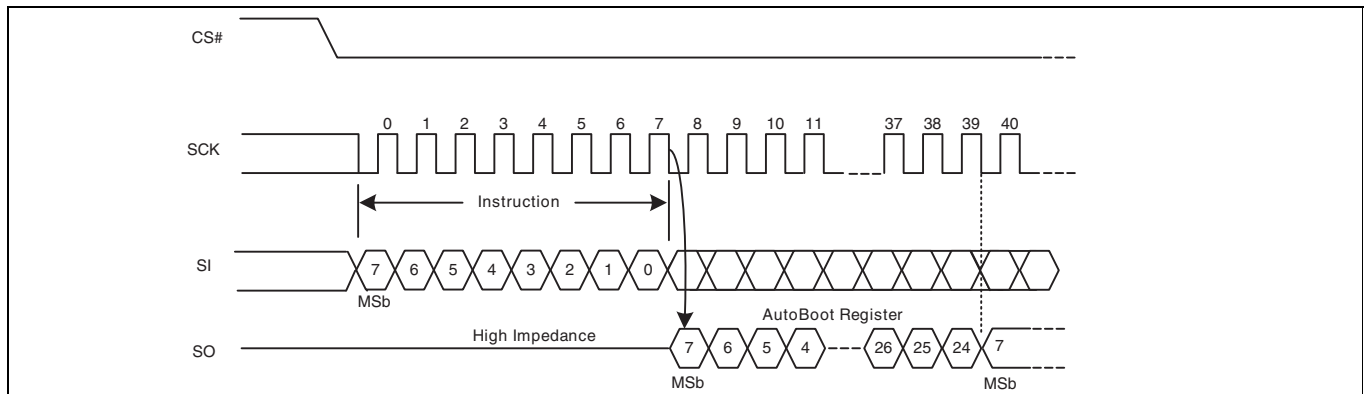 CS#
0 1 2 3 4 5 6 7 8 9 10 11 37 38 39 40
SCK
Instruction
SI
7 6 5 4 3 2 1 0
MSb
AutoBoot Register
High Impedance
SO
7 6 5 4 26 25 24 7
MSb MSb